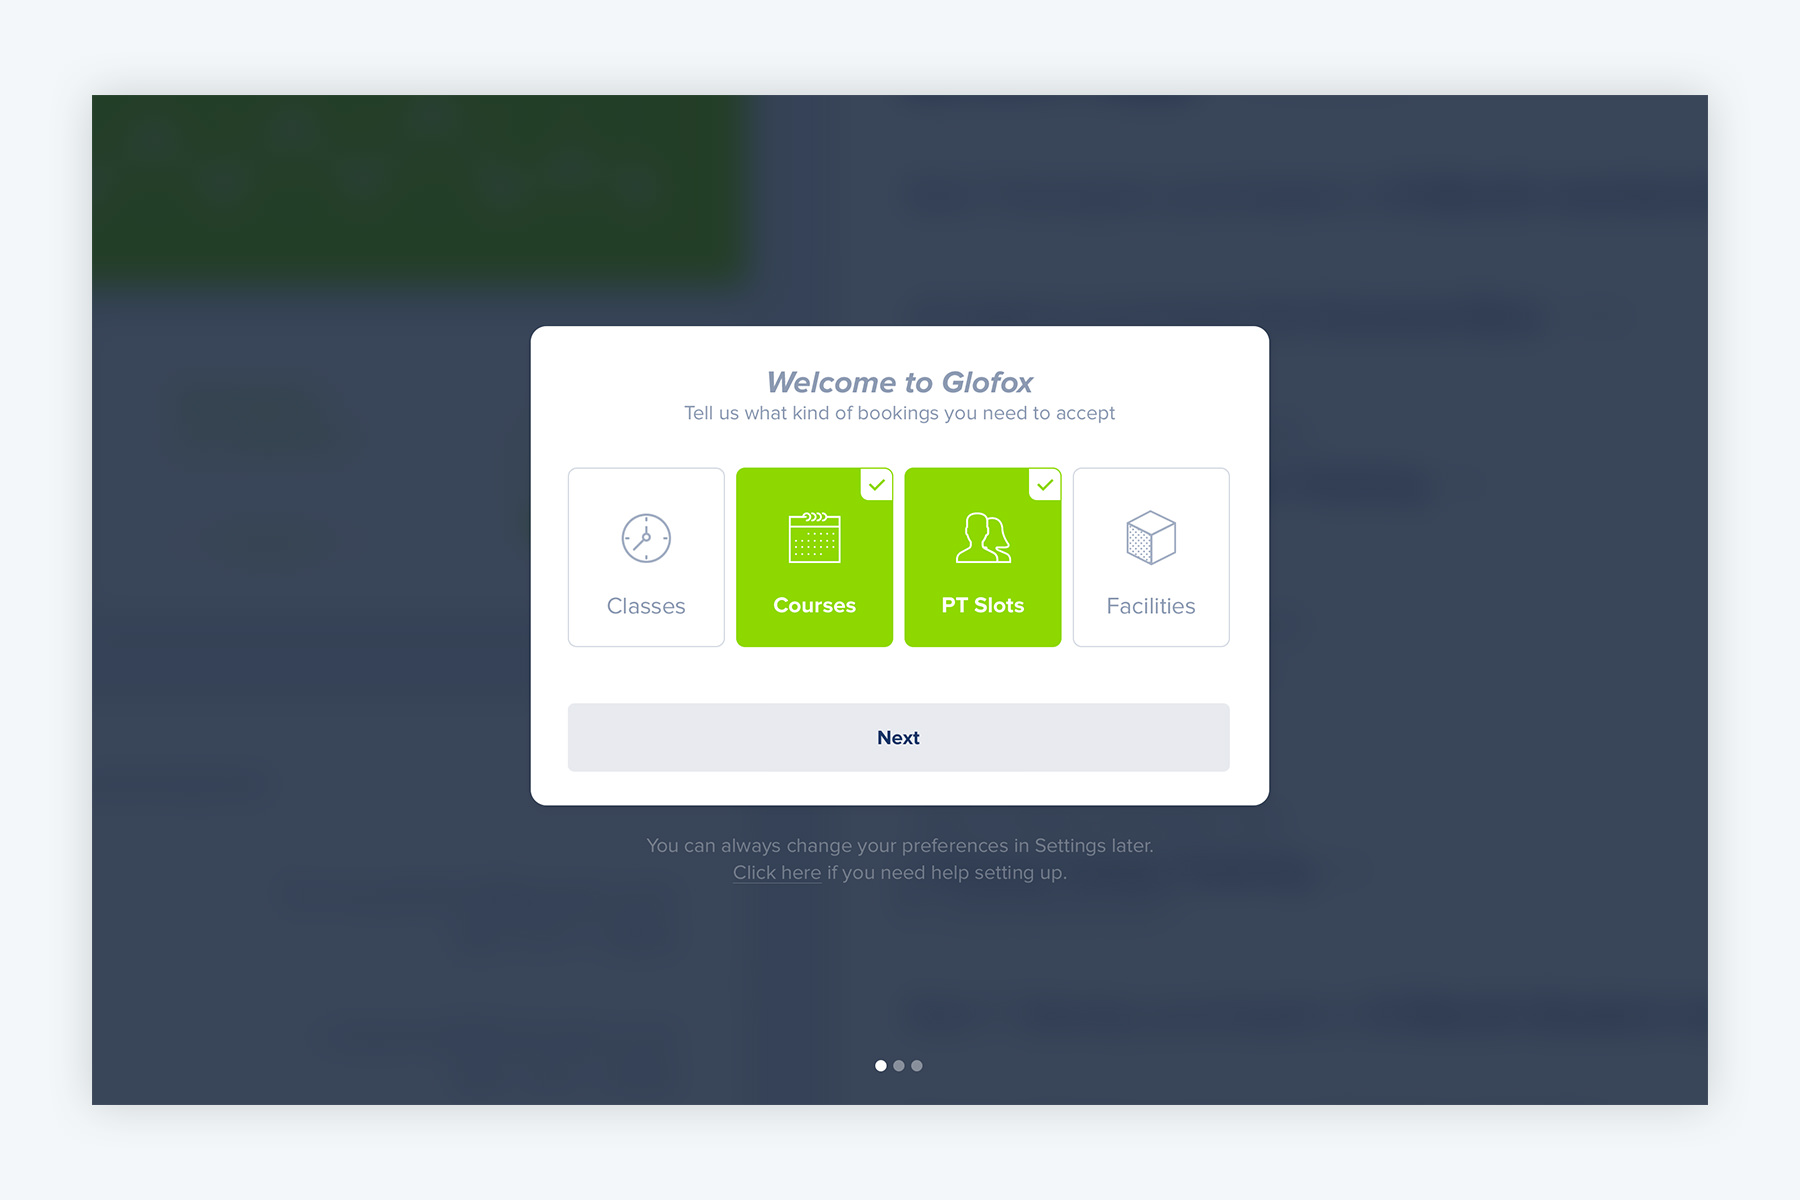 Welcome to Glofox
Tell us what kind of bookings you need to accept
Classes
Courses
PT Slots
Facilities
Next
You can always change your preferences in Settings later.
Click here if you need help setting up.